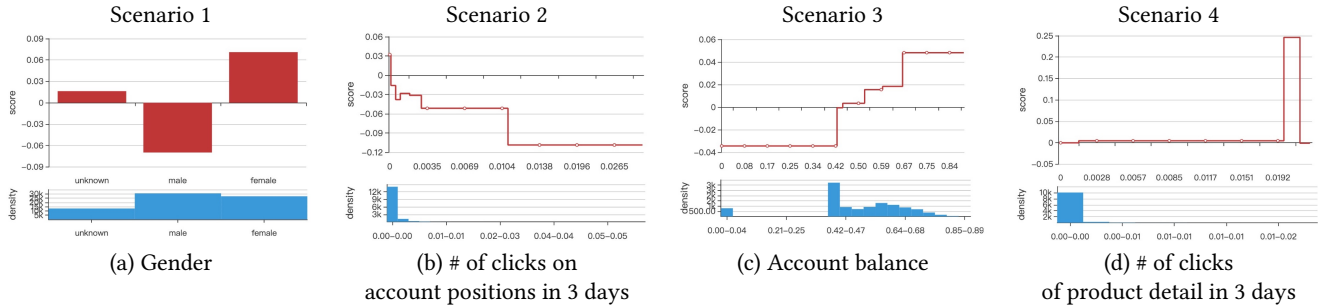 Scenario 1
Scenario 2
Scenario 3
Scenario 4
0.09
0.06
0.03
0
−0.03
−0.06
−0.09
score
unknown
male
female
density
unknown
male
female
0.06
0.03
0
−0.03
−0.06
−0.09
−0.12
score
0
0.0035
0.0069
0.0104
0.0138
0.0196
0.0265
12k
9k
6k
3k
density
0.00−0.00
0.01−0.01
0.02−0.03
0.04−0.04
0.05−0.05
0.06
0.04
0.02
0
−0.02
−0.04
score
0
0.08
0.17
0.25
0.34
0.42
0.50
0.59
0.67
0.75
0.84
density
0.00−0.04
0.21−0.25
0.42−0.47
0.64−0.68
0.85−0.89
0.25
0.20
0.15
0.1
0.05
0
−0.05
score
0
0.0028
0.0057
0.0085
0.0117
0.0151
0.0192
10k
8k
6k
4k
2k
density
0.00−0.00
0.00−0.01
0.01−0.01
0.01−0.01
0.01−0.02
(a) Gender
(b) # of clicks on
account positions in 3 days
(c) Account balance
(d) # of clicks
of product detail in 3 days